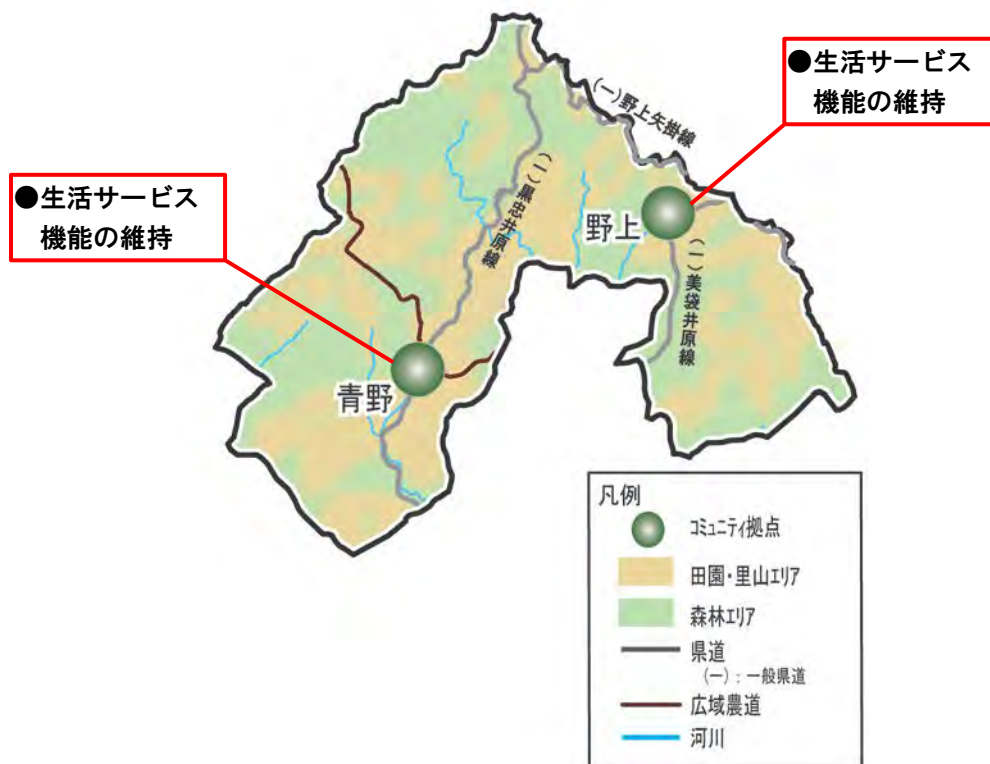 ●生活サービス
機能の維持
(一)野上矢掛線
●生活サービス
機能の維持
(一)黒忠井原線
野上
(一)美袋井原線
青野
凡例
コミュニティ拠点
田園・里山エリア
森林エリア
県道
(一):一般県道
広域農道
河川